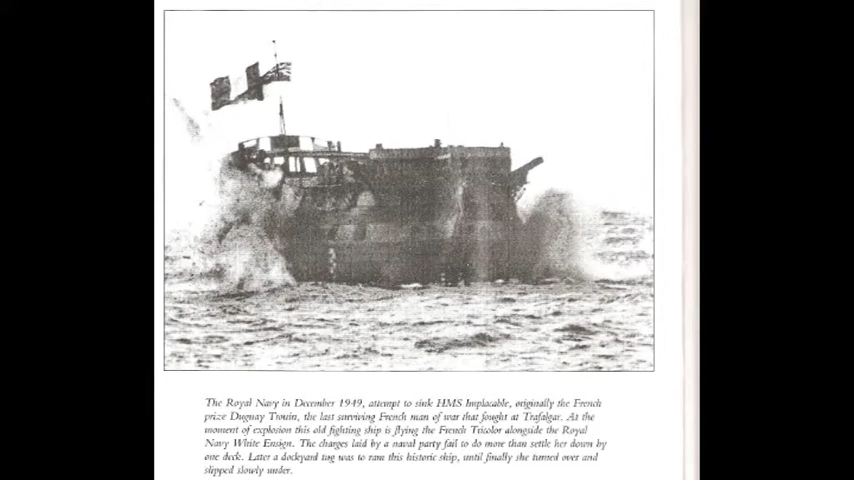 The Royal Navy in December 1949, attempt to sink HMS Implacable, originally the French
prize Duguay Trouin, the last surviving French man of war that fought at Trafalgar. At the
moment of explosion this old fighting ship is flying the French Tricolor alongside the Royal
Navy White Ensign. The charges laid by a naval party fail to do more than settle her down by
one deck. Later a dockyard tug was to ram this historic ship, until finally she turned over and
slipped slowly under.